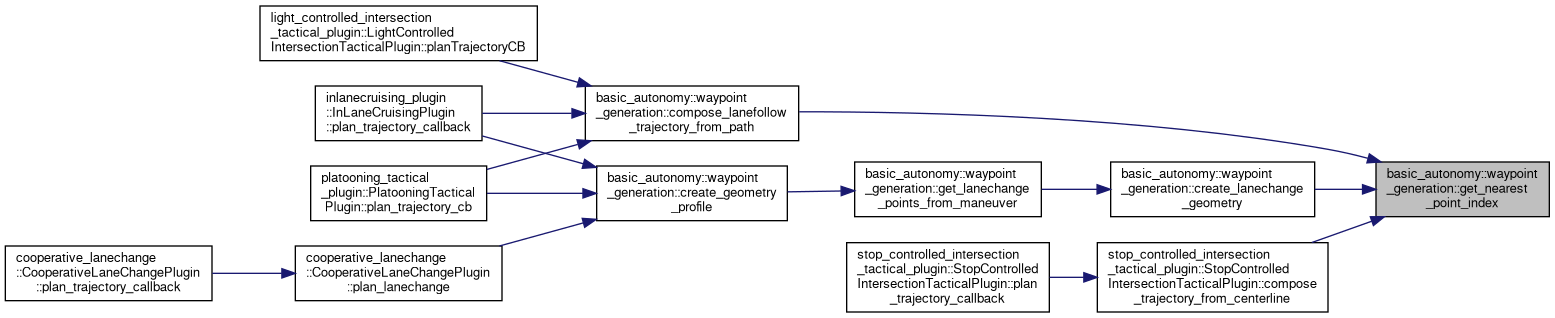 light_controlled_intersection
_tactical_plugin::LightControlled
IntersectionTacticalPlugin::planTrajectoryCB
inlanecruising_plugin
::InLaneCruisingPlugin
::plan_trajectory_callback
basic_autonomy::waypoint
_generation::compose_lanefollow
_trajectory_from_path
platooning_tactical
_plugin::PlatooningTactical
Plugin::plan_trajectory_cb
basic_autonomy::waypoint
_generation::create_geometry
_profile
basic_autonomy::waypoint
_generation::get_lanechange
_points_from_maneuver
basic_autonomy::waypoint
_generation::create_lanechange
_geometry
basic_autonomy::waypoint
_generation::get_nearest
_point_index
cooperative_lanechange
::CooperativeLaneChangePlugin
::plan_trajectory_callback
cooperative_lanechange
::CooperativeLaneChangePlugin
::plan_lanechange
stop_controlled_intersection
_tactical_plugin::StopControlled
IntersectionTacticalPlugin::plan
_trajectory_callback
stop_controlled_intersection
_tactical_plugin::StopControlled
IntersectionTacticalPlugin::compose
_trajectory_from_centerline